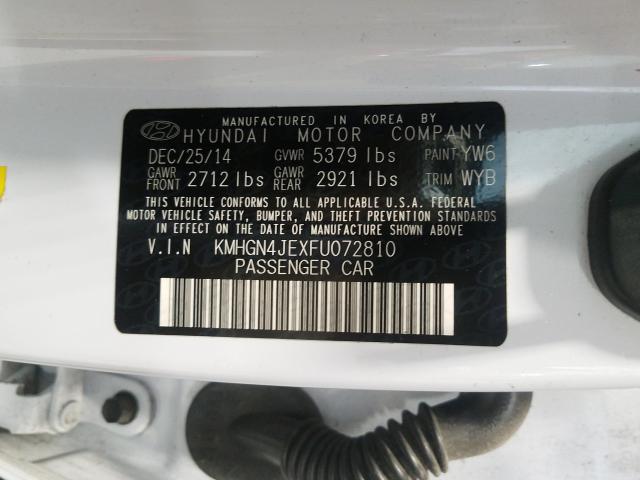 MANUFACTURED IN KOREA BY
HYUNDAI MOTOR COMPANY
DEC/25/14 GVWR 5379 lbs PAINT YW6
GAWR FRONT 2712 lbs GAWR REAR 2921 lbs TRIM WYB
THIS VEHICLE CONFORMS TO ALL APPLICABLE U.S.A. FEDERAL
MOTOR VEHICLE SAFETY, BUMPER, AND THEFT PREVENTION STANDARDS
IN EFFECT ON THE DATE OF MANUFACTURE SHOWN ABOVE
V.I.N KMHGN4JEXFU072810
PASSENGER CAR